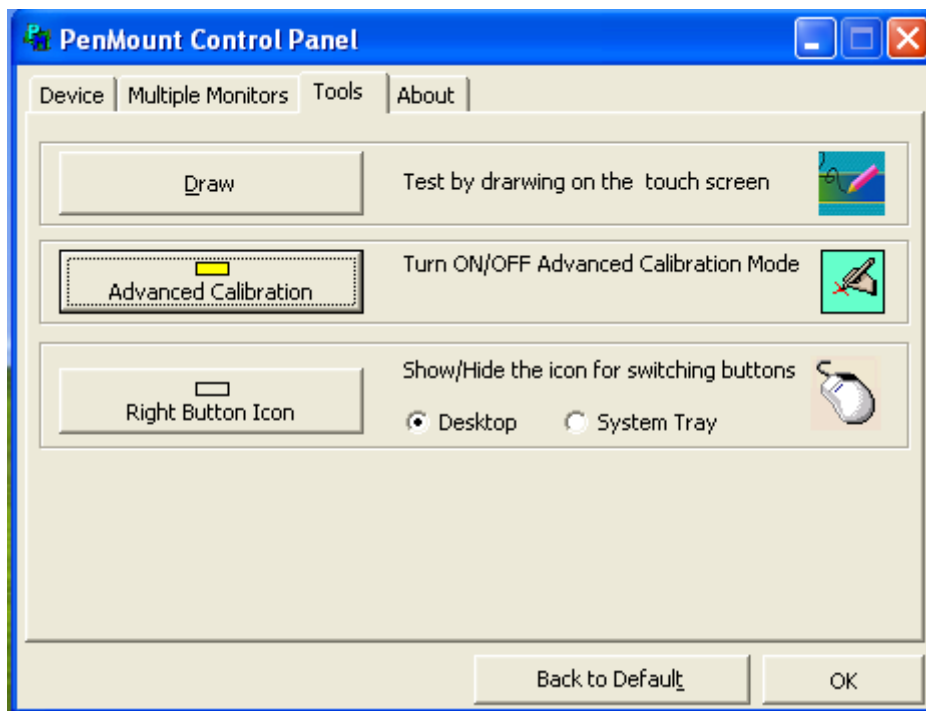 PenMount Control Panel
Device Multiple Monitors Tools About
Draw Test by drarwing on the touch screen
Advanced Calibration Turn ON/OFF Advanced Calibration Mode
Right Button Icon Show/Hide the icon for switching buttons
Desktop System Tray
Back to Default OK